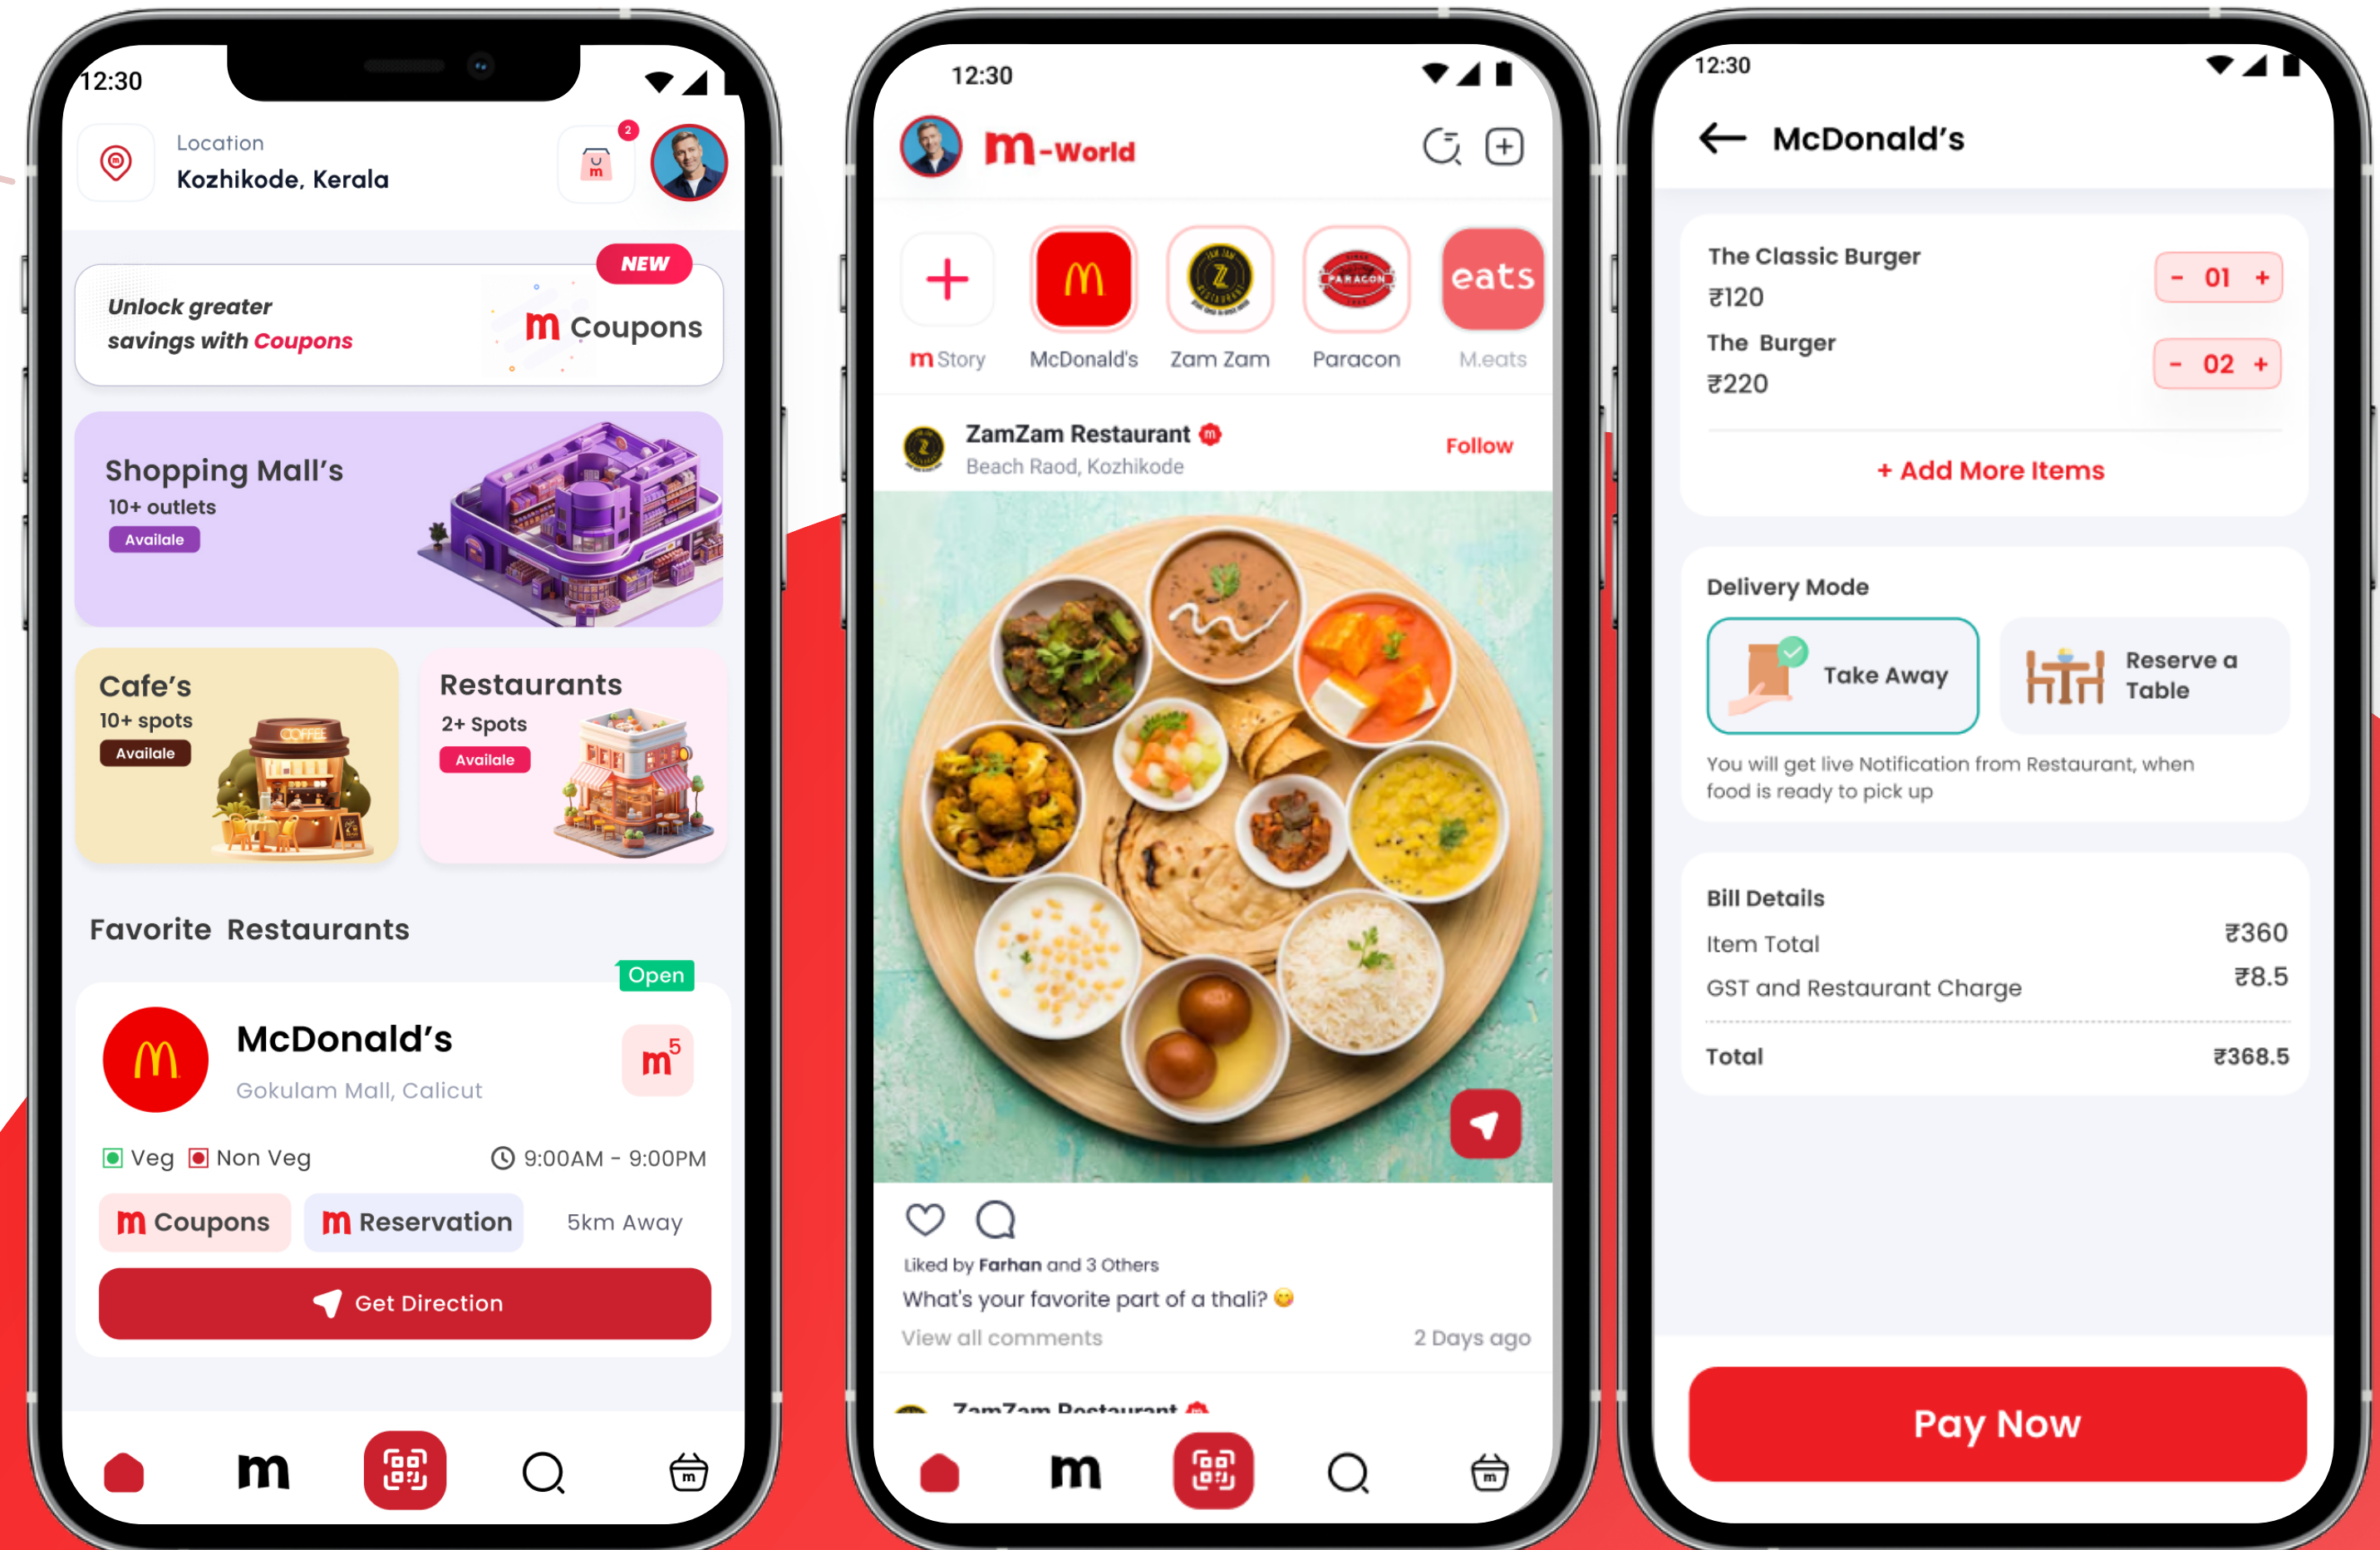 12:30
Location
Kozhikode, Kerala
2
NEW
Unlock greater
savings with Coupons
m Coupons
Shopping Mall’s
10+ outlets
Availale
Cafe’s
10+ spots
Availale
COFFEE
Restaurants
2+ Spots
Availale
Favorite Restaurants
Open
McDonald’s
m5
Gokulam Mall, Calicut
Veg Non Veg 9:00AM - 9:00PM
m Coupons m Reservation 5km Away
Get Direction
m m
12:30
m-World
PARAGON
eats
m Story McDonald's Zam Zam Paracon M.eats
ZamZam Restaurant
Beach Raod, Kozhikode
Follow
Liked by Farhan and 3 Others
What's your favorite part of a thali? 😋
View all comments 2 Days ago
ZamZam Restaurant
m m
12:30
McDonald’s
The Classic Burger
₹120
- 01 +
The Burger
₹220
- 02 +
+ Add More Items
Delivery Mode
Take Away
Reserve a
Table
You will get live Notification from Restaurant, when
food is ready to pick up
Bill Details
Item Total ₹360
GST and Restaurant Charge ₹8.5
Total ₹368.5
Pay Now